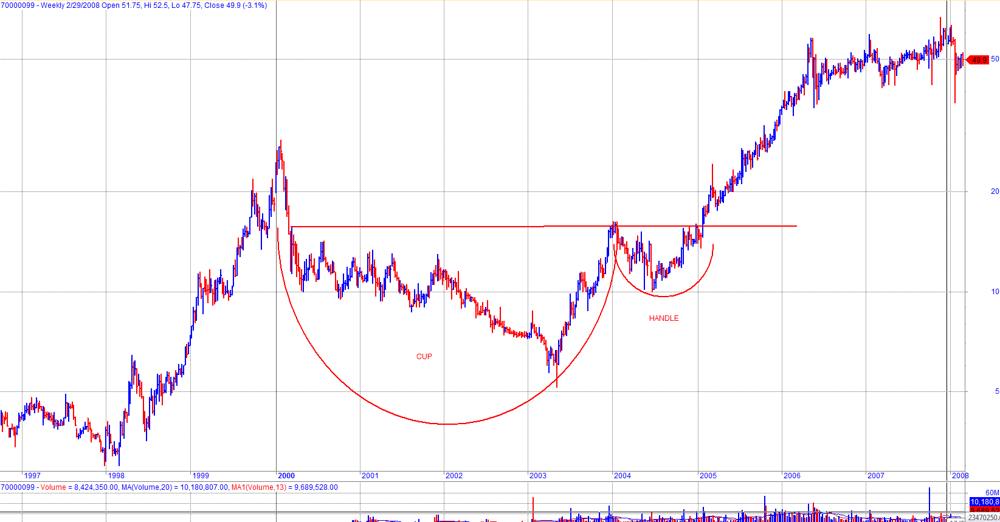 70000099 - Weekly 2/29/2008 Open 51.75, Hi 52.5, Lo 47.75, Close 49.9 (-3.1%)
50
49.9
20
10
HANDLE
CUP
5
1997 1998 1999 2000 2001 2002 2003 2004 2005 2006 2007 2008
70000099 - Volume = 8,424,350.00, MA(Volume,20) = 10,180,807.00, MA1(Volume,13) = 9,689,528.00
60M
10,180,8
23470250